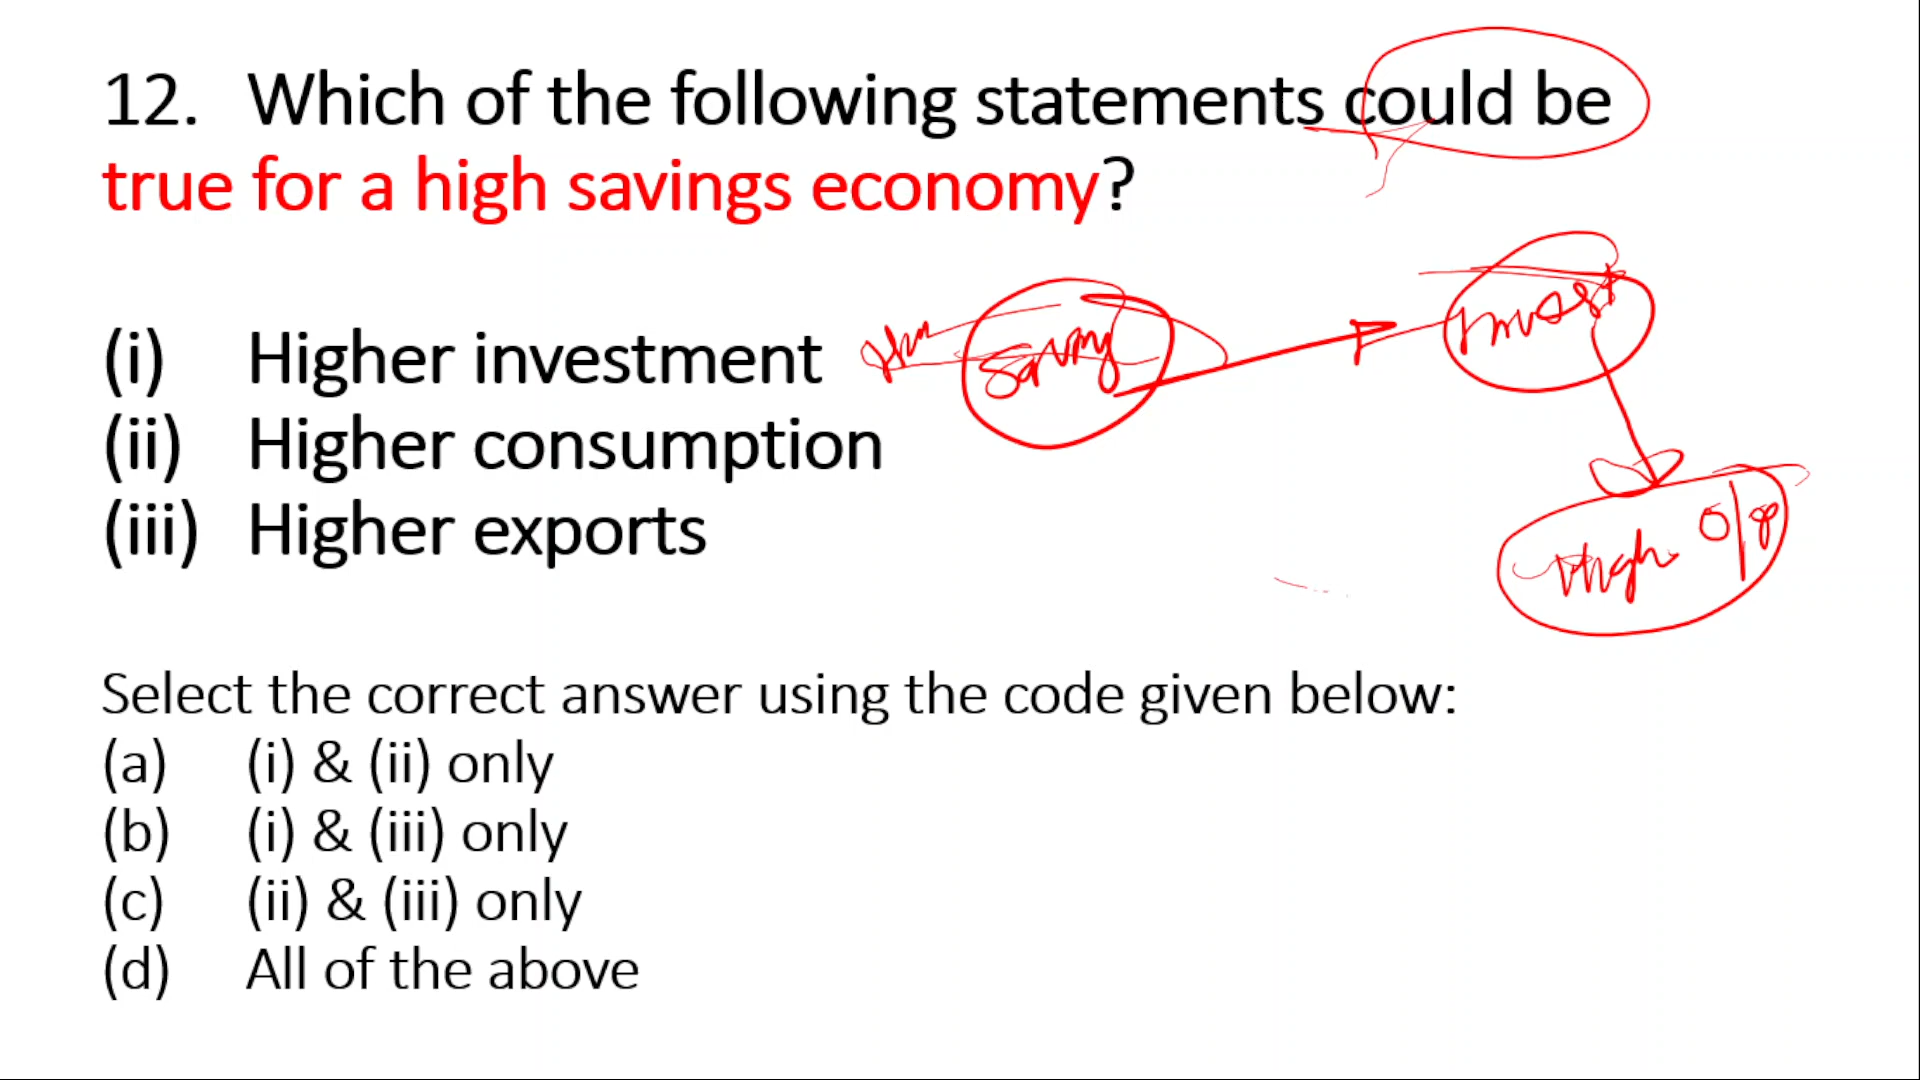 12. Which of the following statements could be
true for a high savings economy?
(i) Higher investment
(ii) Higher consumption
(iii) Higher exports
Saving
Invest
High o/p
Select the correct answer using the code given below:
(a) (i) & (ii) only
(b) (i) & (iii) only
(c) (ii) & (iii) only
(d) All of the above